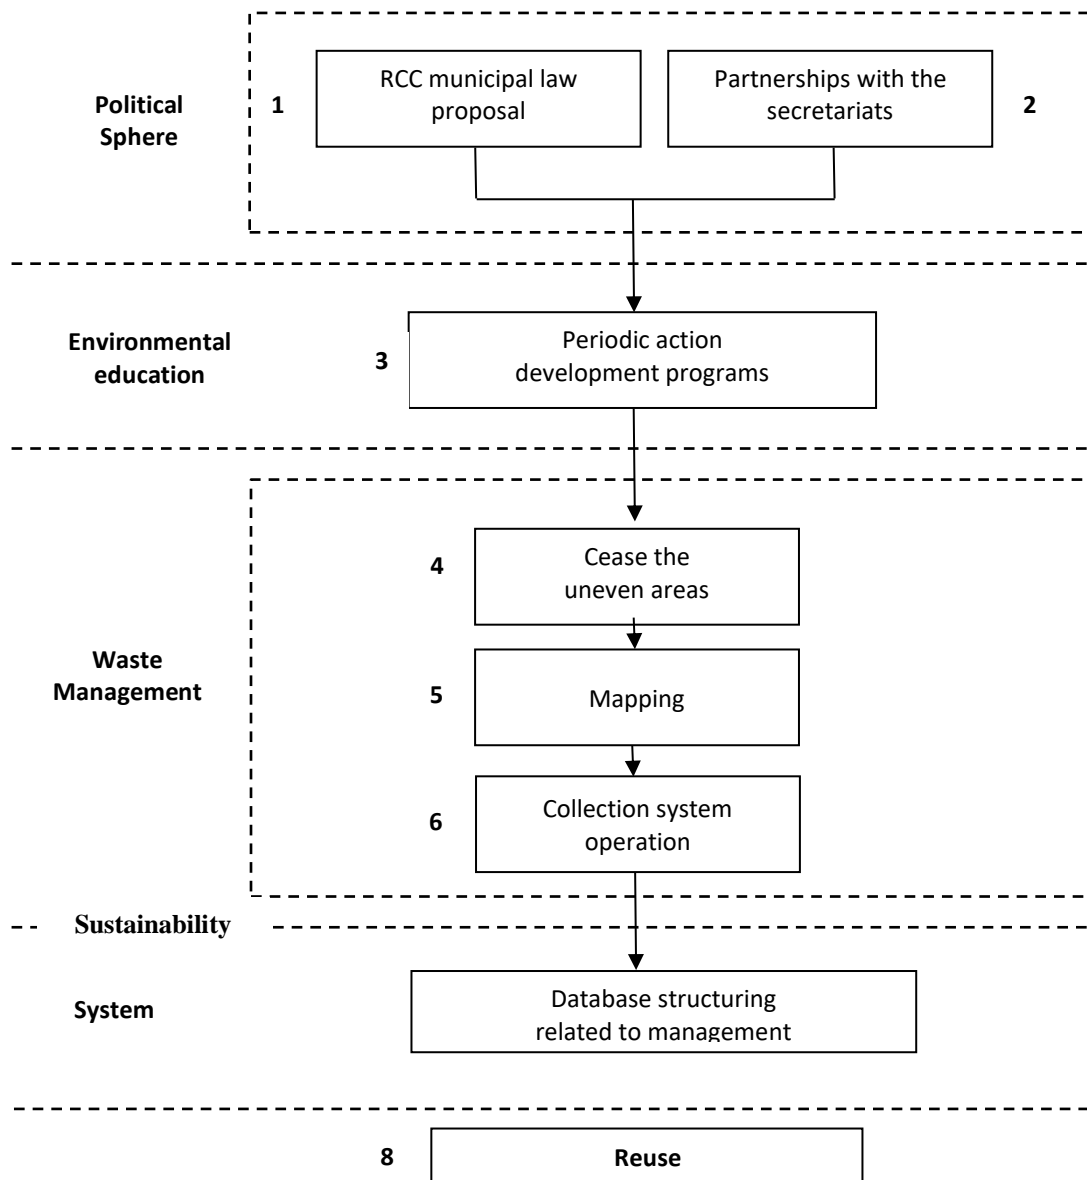 Political
Sphere
1
RCC municipal law
proposal
Partnerships with the
secretariats
2
Environmental
education
3
Periodic action
development programs
Waste
Management
4
Cease the
uneven areas
5
Mapping
6
Collection system
operation
Sustainability
System
Database structuring
related to management
8
Reuse